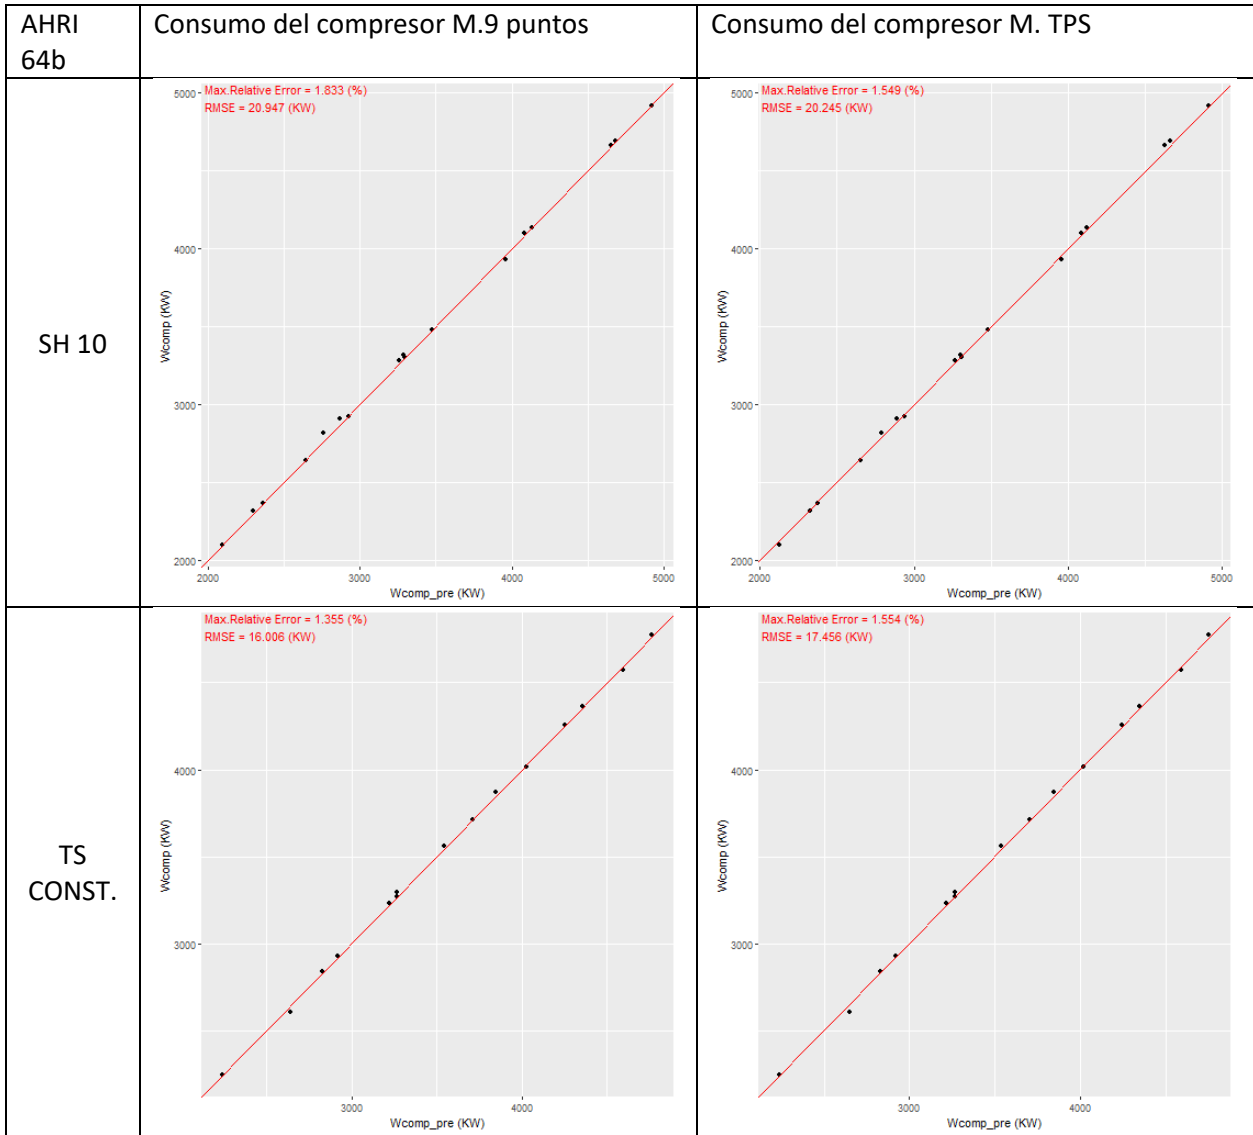 AHRI
64b
Consumo del compresor M.9 puntos
Consumo del compresor M. TPS
SH 10
Max.Relative Error = 1.833 (%)
RMSE = 20.947 (KW)
5000
4000
3000
2000
Wcomp (KW)
2000 3000 4000 5000
Wcomp_pre (KW)
Max.Relative Error = 1.549 (%)
RMSE = 20.245 (KW)
5000
4000
3000
2000
Wcomp (KW)
2000 3000 4000 5000
Wcomp_pre (KW)
TS
CONST.
Max.Relative Error = 1.355 (%)
RMSE = 16.006 (KW)
4000
3000
Wcomp (KW)
3000 4000
Wcomp_pre (KW)
Max.Relative Error = 1.554 (%)
RMSE = 17.456 (KW)
4000
3000
Wcomp (KW)
3000 4000
Wcomp_pre (KW)